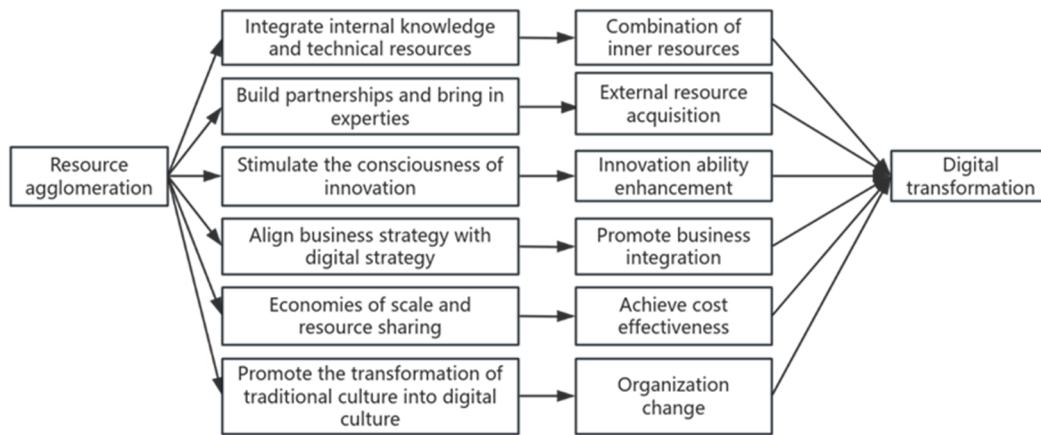 Integrate internal knowledge
and technical resources
Combination of
inner resources
Build partnerships and bring in
experties
External resource
acquisition
Resource
agglomeration
Stimulate the consciousness of
innovation
Innovation ability
enhancement
Digital
transformation
Align business strategy with
digital strategy
Promote business
integration
Economies of scale and
resource sharing
Achieve cost
effectiveness
Promote the transformation of
traditional culture into digital
culture
Organization
change